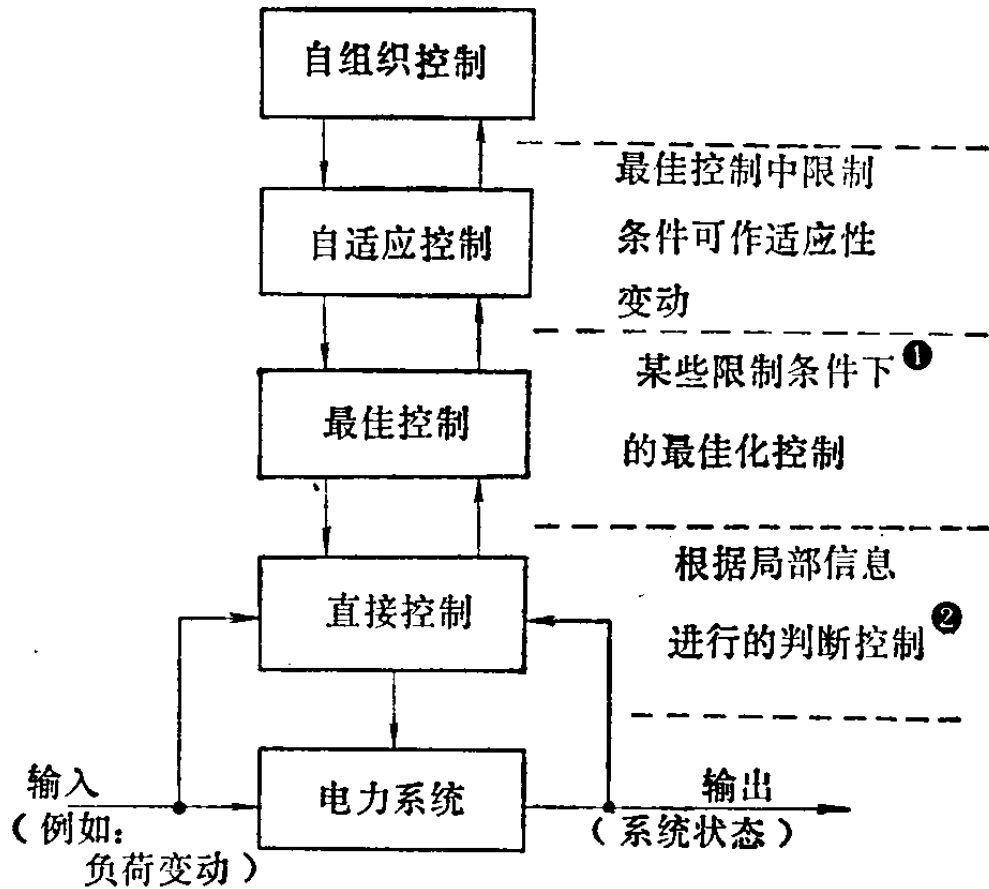 自组织控制
最佳控制中限制
条件可作适应性
变动
自适应控制
某些限制条件下❶
的最佳化控制
最佳控制
根据局部信息
进行的判断控制❷
直接控制
输入
(例如:
负荷变动)
电力系统
输出
(系统状态)